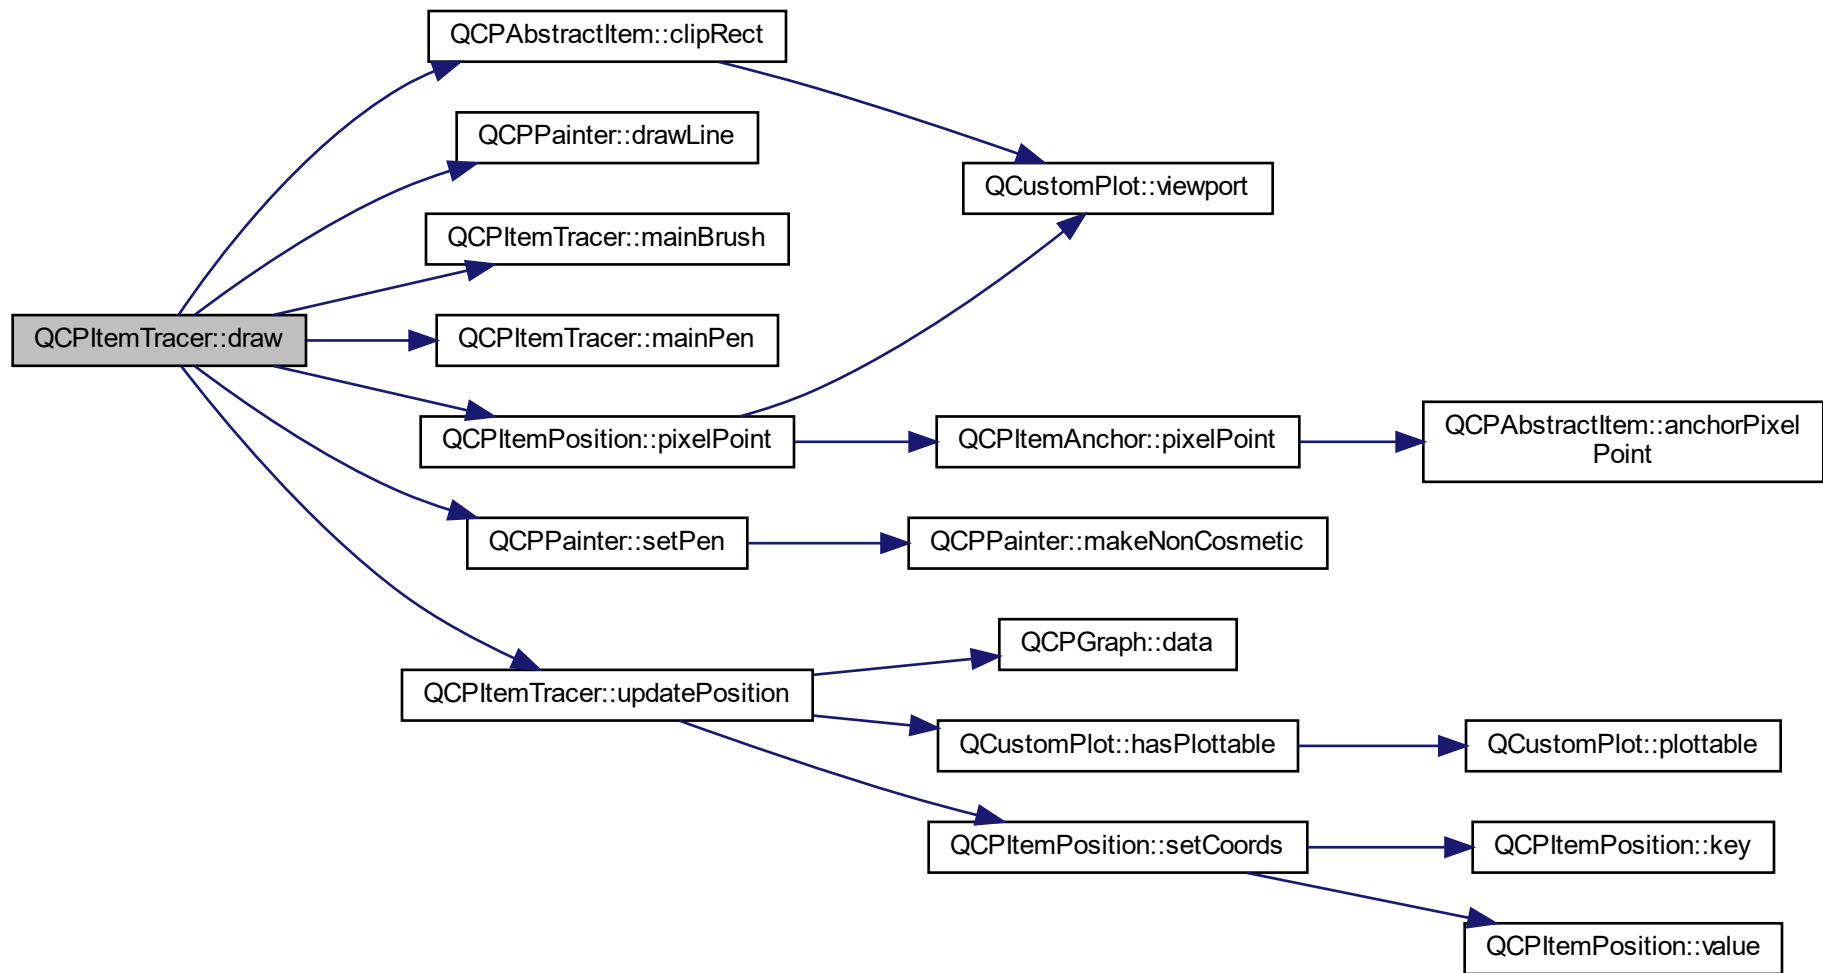 QCPAbstractItem::clipRect
QCPPainter::drawLine
QCustomPlot::viewport
QCPItemTracer::mainBrush
QCPItemTracer::draw
QCPItemTracer::mainPen
QCPItemPosition::pixelPoint
QCPItemAnchor::pixelPoint
QCPAbstractItem::anchorPixel
Point
QCPPainter::setPen
QCPPainter::makeNonCosmetic
QCPGraph::data
QCPItemTracer::updatePosition
QCustomPlot::hasPlottable
QCustomPlot::plottable
QCPItemPosition::setCoords
QCPItemPosition::key
QCPItemPosition::value